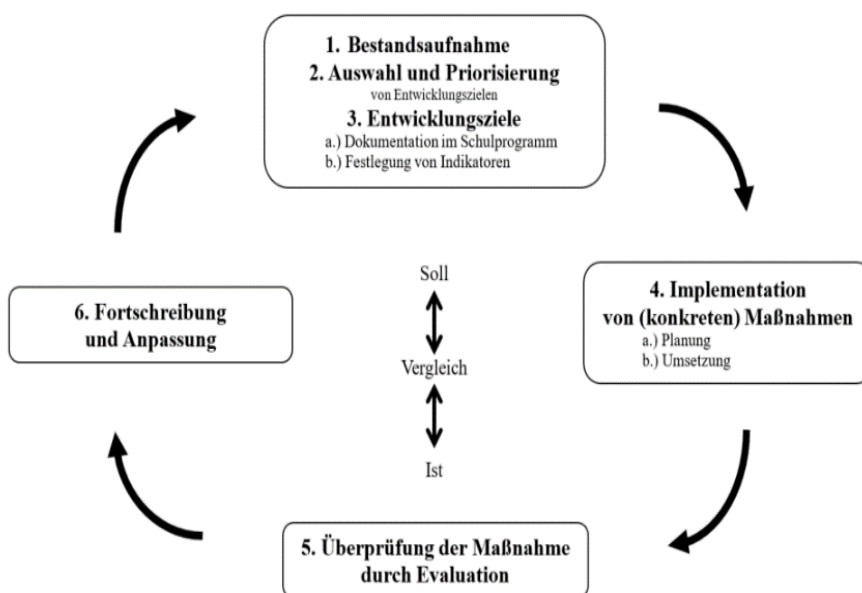 1. Bestandsaufnahme
2. Auswahl und Priorisierung
von Entwicklungszielen
3. Entwicklungsziele
a.) Dokumentation im Schulprogramm
b.) Festlegung von Indikatoren
4. Implementation
von (konkreten) Maßnahmen
a.) Planung
b.) Umsetzung
5. Überprüfung der Maßnahme
durch Evaluation
6. Fortschreibung
und Anpassung
Soll
Vergleich
Ist